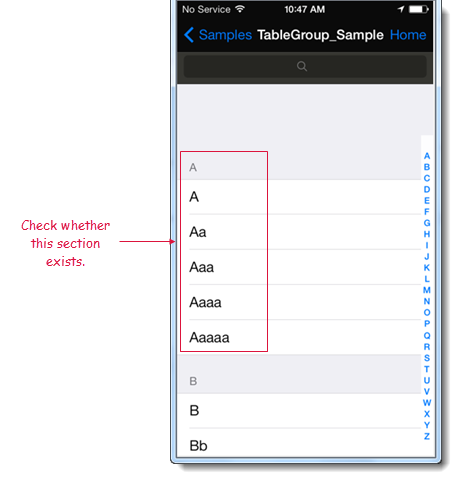 No Service 10:47 AM
Samples TableGroup_Sample Home
A
A
Aa
Aaa
Aaaa
Aaaaa
B
B
Bb
A
B
C
D
E
F
G
H
I
J
K
L
M
N
O
P
Q
R
S
T
U
V
W
X
Y
Z
Check whether
this section
exists.